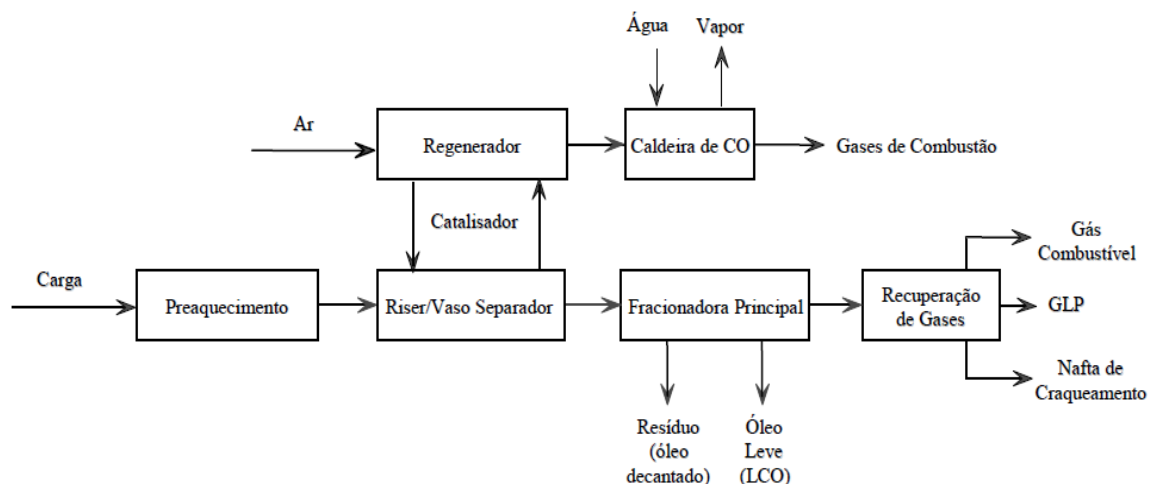 Água
Vapor
Ar
Regenerador
Caldeira de CO
Gases de Combustão
Catalisador
Carga
Preaquecimento
Riser/Vaso Separador
Fracionadora Principal
Recuperação
de Gases
Gás
Combustível
GLP
Nafta de
Craqueamento
Resíduo
(óleo
decantado)
Óleo
Leve
(LCO)